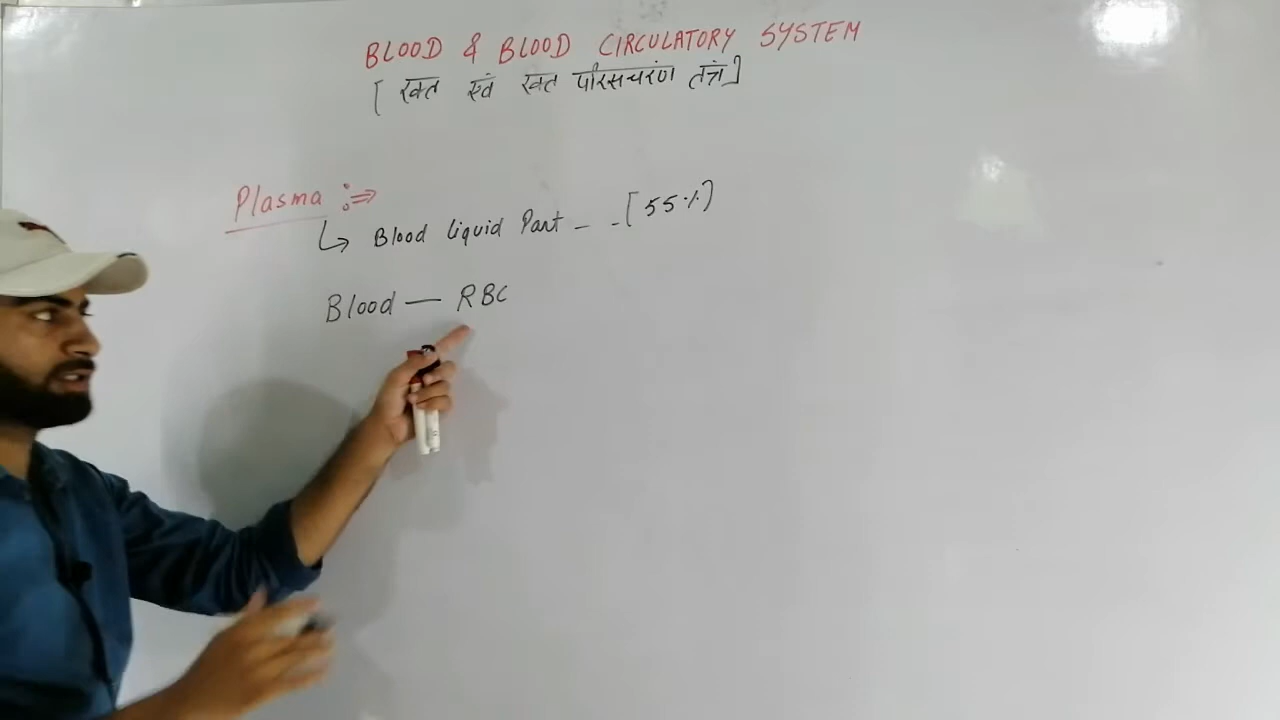 BLOOD & BLOOD CIRCULATORY SYSTEM
[ रक्त एवं रक्त परिसंचरण तंत्र ]
Plasma :⇒
↳ Blood liquid Part - - [55%]
Blood — RBC